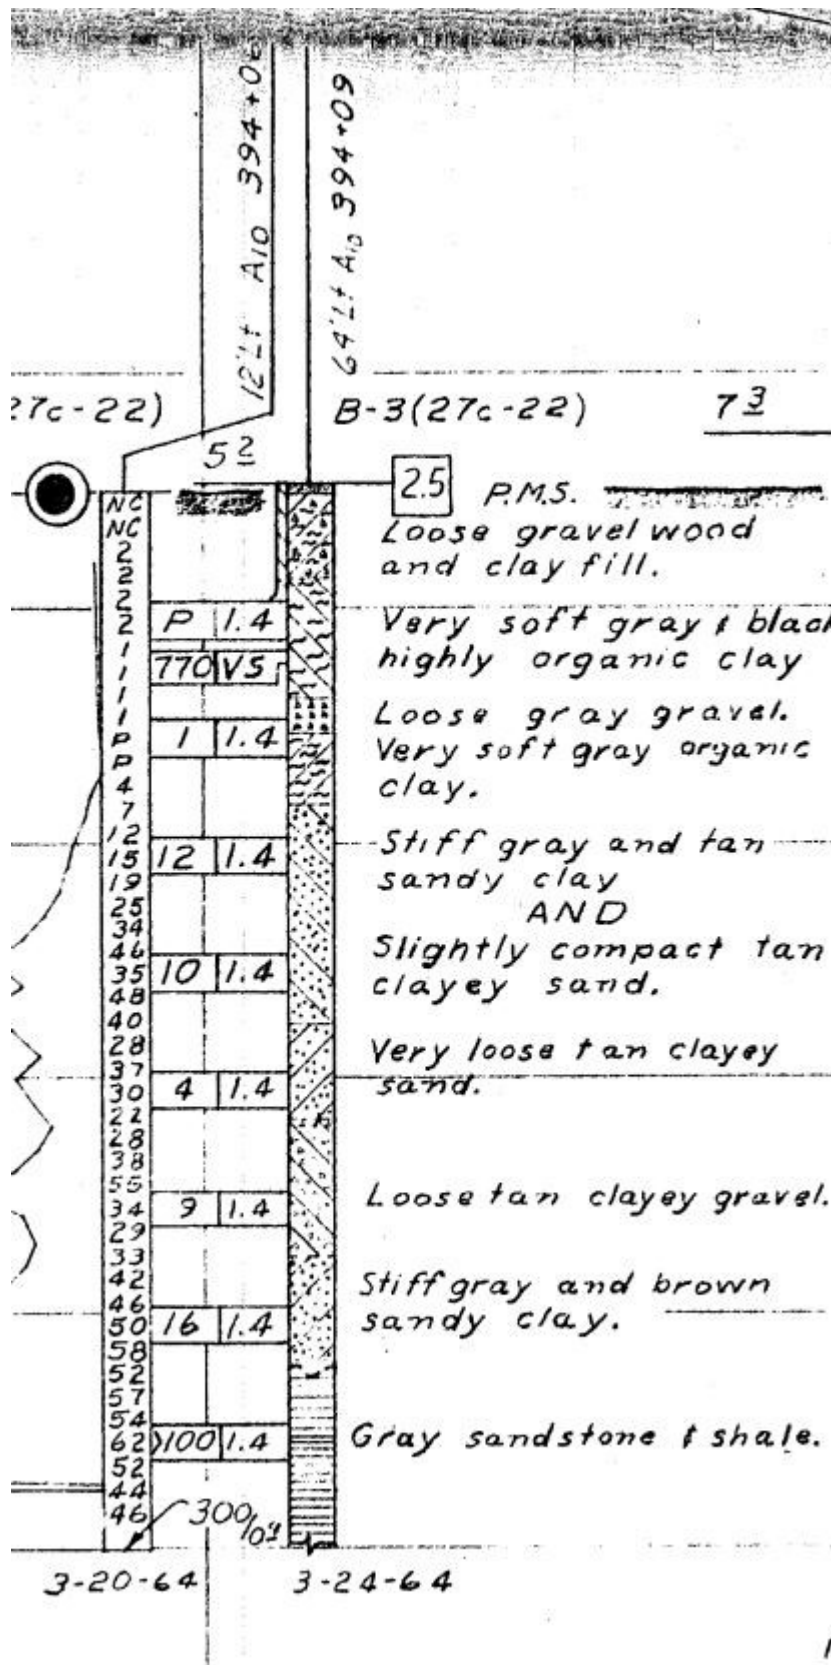 12'Lt A10 394+0
64'Lt A10 394+09
27c-22)
B-3(27c-22)
7 3
5 2
2.5
P.M.S.
Loose gravel wood
and clay fill.
Very soft gray & black
highly organic clay
Loose gray gravel.
Very soft gray organic
clay.
Stiff gray and tan
sandy clay
AND
Slightly compact tan
clayey sand.
Very loose tan clayey
sand.
Loose tan clayey gravel.
Stiff gray and brown
sandy clay.
Gray sandstone & shale.
NC
NC
2
2
2
2
1
1
1
1
P
P
4
7
12
15
19
25
34
46
35
48
40
28
37
30
22
28
38
55
34
29
33
42
46
50
58
52
57
54
62
52
44
46
P 1.4
770 VS
1 1.4
12 1.4
10 1.4
4 1.4
9 1.4
16 1.4
>100 1.4
300/0"
3-20-64
3-24-64